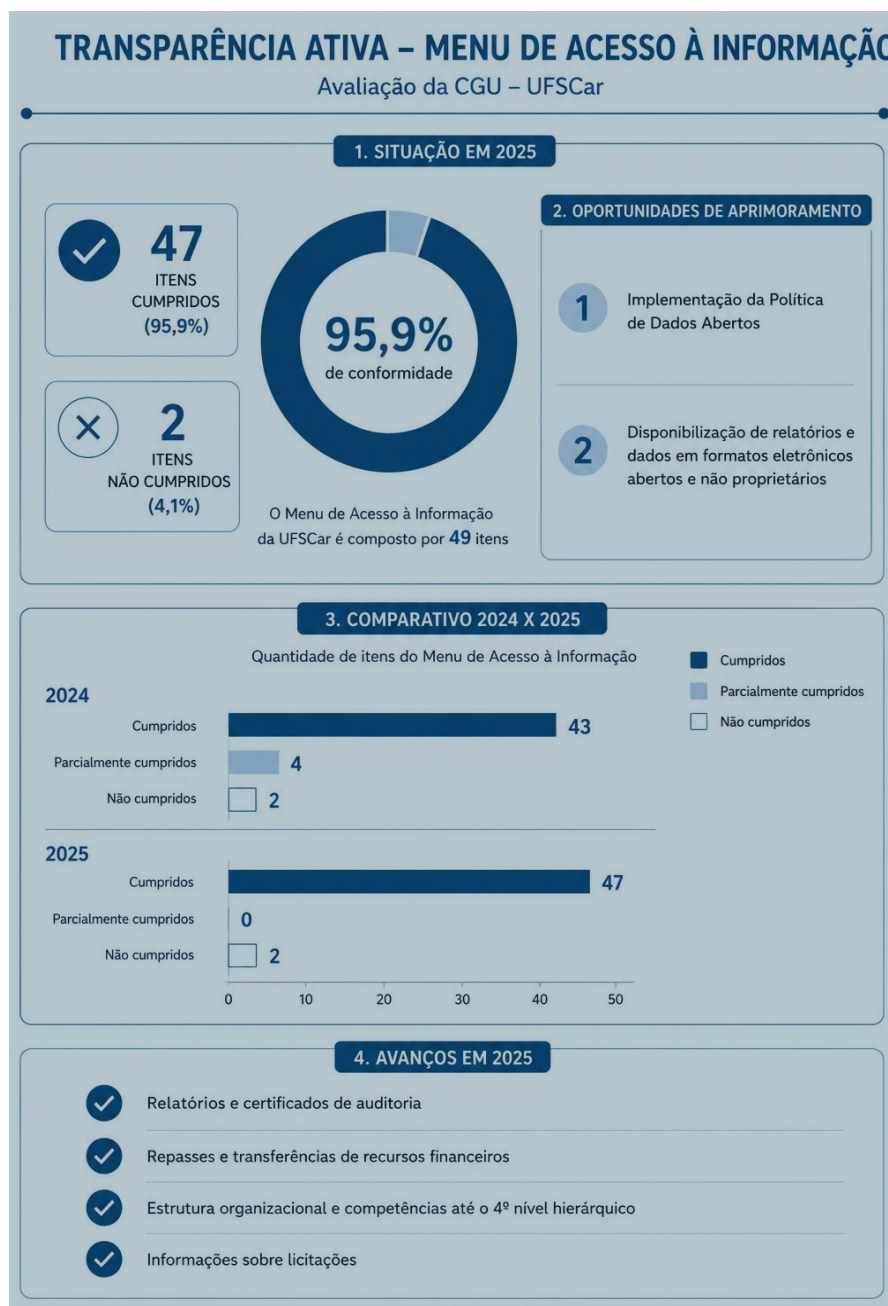 TRANSPARÊNCIA ATIVA – MENU DE ACESSO À INFORMAÇÃO
Avaliação da CGU – UFSCar
1. SITUAÇÃO EM 2025
47
ITENS
CUMPRIDOS
(95,9%)
2
ITENS
NÃO CUMPRIDOS
(4,1%)
95,9%
de conformidade
O Menu de Acesso à Informação
da UFSCar é composto por 49 itens
2. OPORTUNIDADES DE APRIMORAMENTO
1
Implementação da Política
de Dados Abertos
2
Disponibilização de relatórios e
dados em formatos eletrônicos
abertos e não proprietários
3. COMPARATIVO 2024 X 2025
Quantidade de itens do Menu de Acesso à Informação
Cumpridos
Parcialmente cumpridos
Não cumpridos
2024
Cumpridos 43
Parcialmente cumpridos 4
Não cumpridos 2
2025
Cumpridos 47
Parcialmente cumpridos 0
Não cumpridos 2
0 10 20 30 40 50
4. AVANÇOS EM 2025
Relatórios e certificados de auditoria
Repasses e transferências de recursos financeiros
Estrutura organizacional e competências até o 4º nível hierárquico
Informações sobre licitações